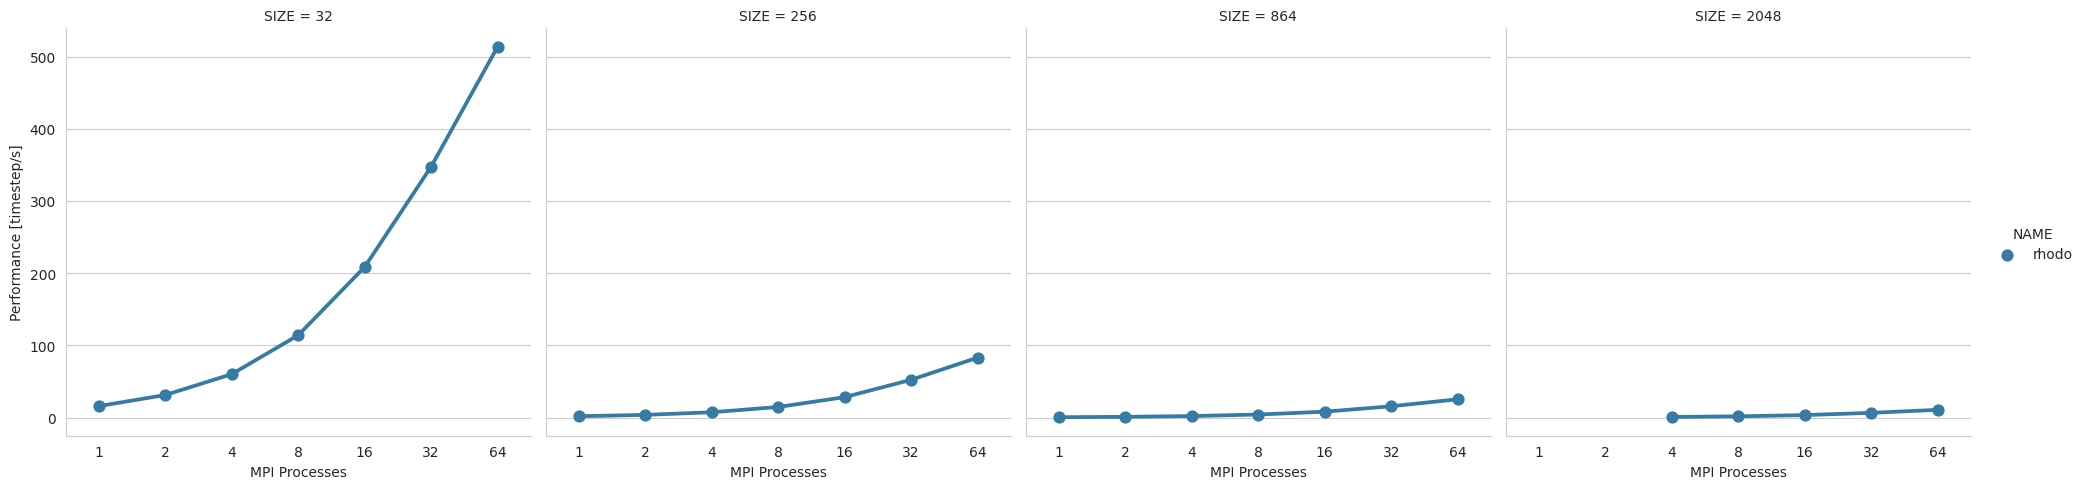 SIZE = 32
SIZE = 256
SIZE = 864
SIZE = 2048
Performance [timestep/s]
500
400
300
200
100
0
1 2 4 8 16 32 64
MPI Processes
1 2 4 8 16 32 64
MPI Processes
1 2 4 8 16 32 64
MPI Processes
1 2 4 8 16 32 64
MPI Processes
NAME
rhodo